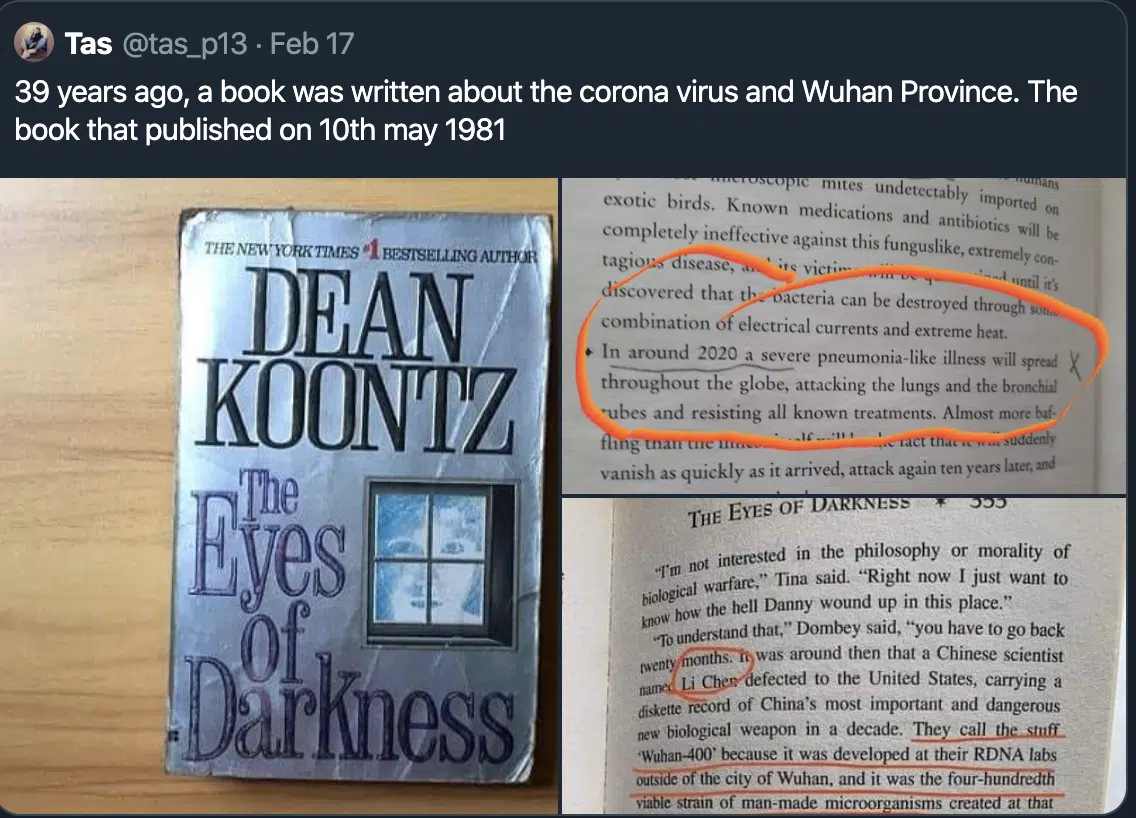 Tas @tas_p13 · Feb 17
39 years ago, a book was written about the corona virus and Wuhan Province. The
book that published on 10th may 1981
THE NEW YORK TIMES #1 BESTSELLING AUTHOR
DEAN
KOONTZ
The
Eyes
of
Darkness
microscopic mites undetectably imported on
humans
exotic birds. Known medications and antibiotics will be
completely ineffective against this funguslike, extremely con-
tagious disease, its until it's
discovered that the bacteria can be destroyed through some
combination of electrical currents and extreme heat.
In around 2020 a severe pneumonia-like illness will spread
throughout the globe, attacking the lungs and the bronchial
tubes and resisting all known treatments. Almost more baf-
fling than the fact that suddenly
vanish as quickly as it arrived, attack again ten years later, and
THE EYES OF DARKNESS * 353
"I'm not interested in the philosophy or morality of
biological warfare," Tina said. "Right now I just want to
know how the hell Danny wound up in this place."
"To understand that," Dombey said, "you have to go back
twenty months. It was around then that a Chinese scientist
named Li Chen defected to the United States, carrying a
diskette record of China's most important and dangerous
new biological weapon in a decade. They call the stuff
'Wuhan-400' because it was developed at their RDNA labs
outside of the city of Wuhan, and it was the four-hundredth
viable strain of man-made microorganisms created at that